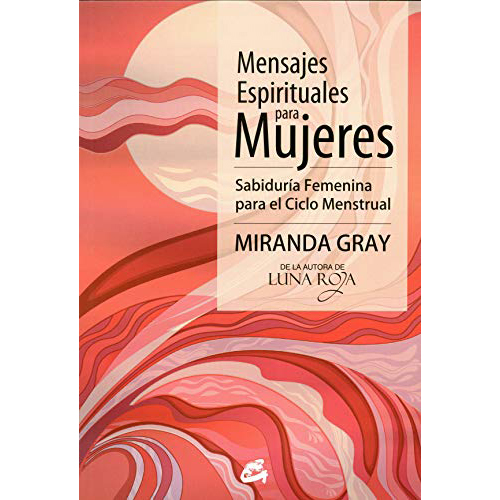 Mensajes
Espirituales
para
Mujeres
Sabiduría Femenina
para el Ciclo Menstrual
MIRANDA GRAY
DE LA AUTORA DE
LUNA ROJA